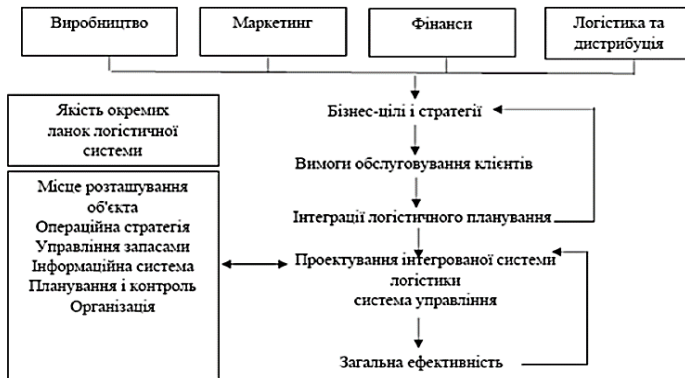 Виробництво
Маркетинг
Фінанси
Логістика та
дистрибуція
Якість окремих
ланок логістичної
системи
Місце розташування
об'єкта
Операційна стратегія
Управління запасами
Інформаційна система
Планування і контроль
Організація
Бізнес-цілі і стратегії
Вимоги обслуговування клієнтів
Інтеграції логістичного планування
Проектування інтегрованої системи
логістики
система управління
Загальна ефективність